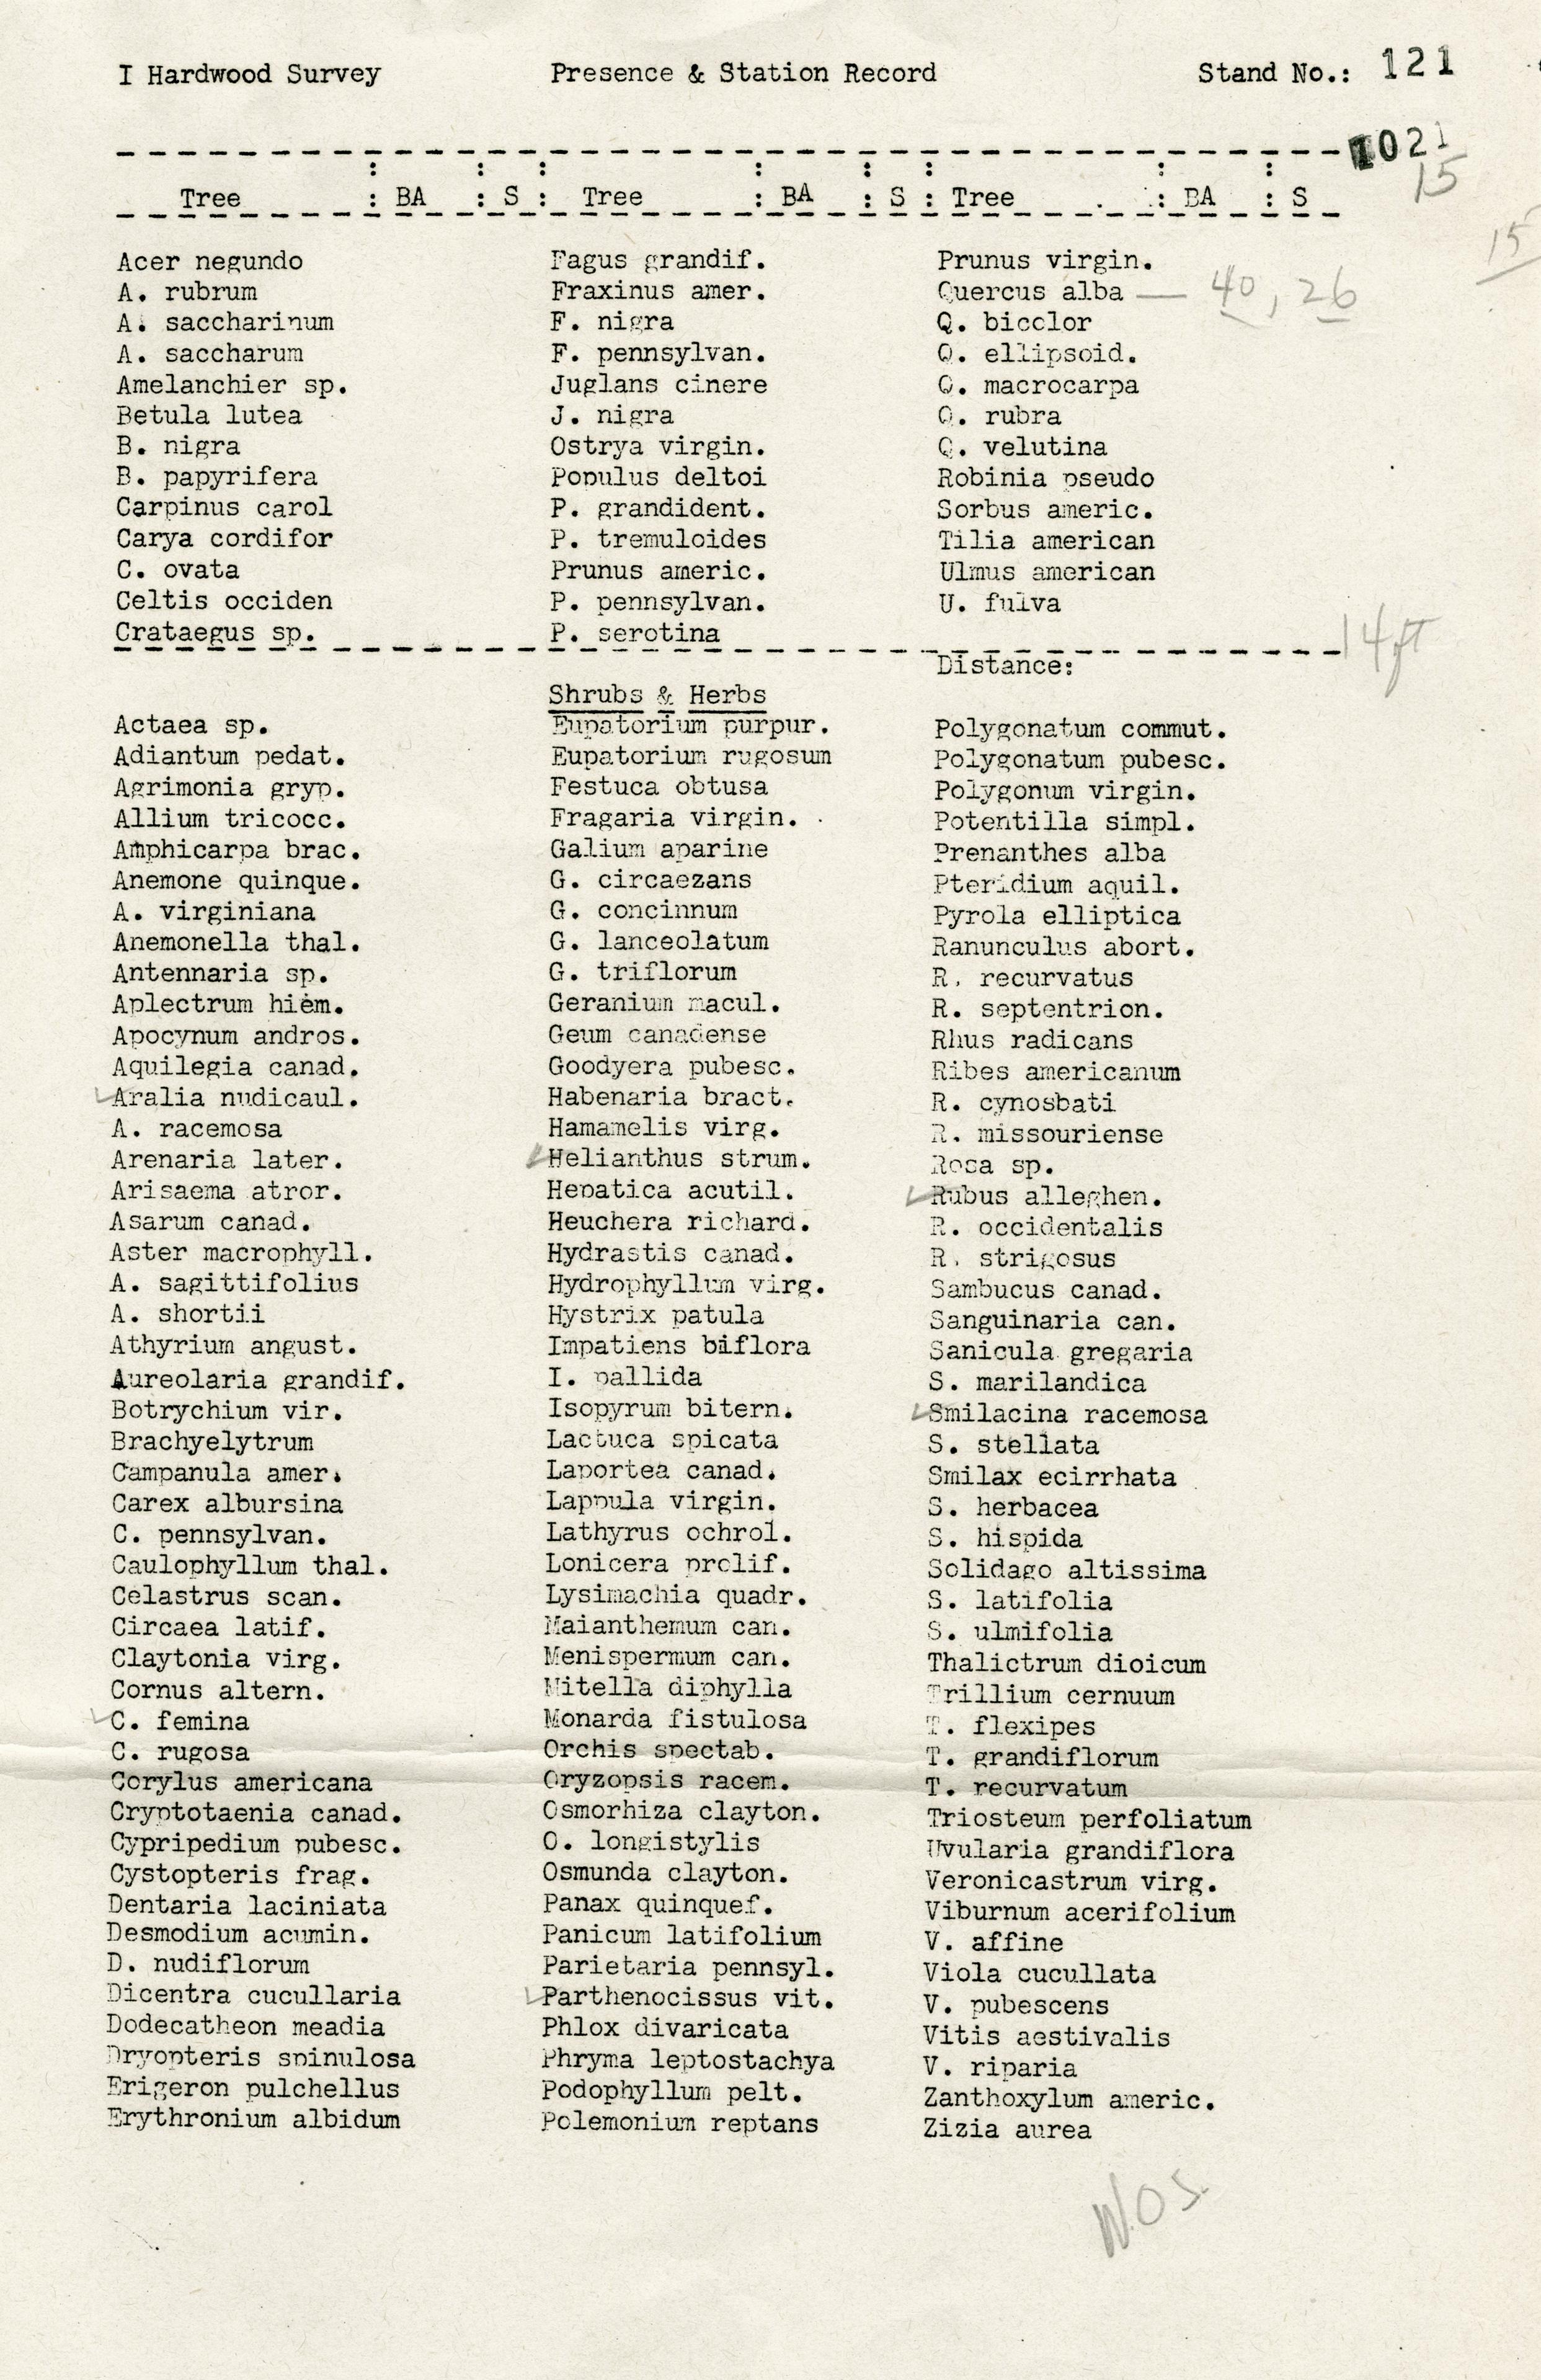 I Hardwood Survey Presence & Station Record Stand No.: 121
1021
15
Tree : BA : S : Tree : BA : S : Tree : BA : S
15
Acer negundo
A. rubrum
A. saccharinum
A. saccharum
Amelanchier sp.
Betula lutea
B. nigra
B. papyrifera
Carpinus carol
Carya cordifor
C. ovata
Celtis occiden
Crataegus sp.
Fagus grandif.
Fraxinus amer.
F. nigra
F. pennsylvan.
Juglans cinere
J. nigra
Ostrya virgin.
Populus deltoi
P. grandident.
P. tremuloides
Prunus americ.
P. pennsylvan.
P. serotina
Prunus virgin.
Quercus alba — 40, 26
Q. bicolor
Q. ellipsoid.
Q. macrocarpa
Q. rubra
Q. velutina
Robinia pseudo
Sorbus americ.
Tilia american
Ulmus american
U. fulva
Distance: 14 ft
Shrubs & Herbs
Actaea sp.
Adiantum pedat.
Agrimonia gryp.
Allium tricocc.
Amphicarpa brac.
Anemone quinque.
A. virginiana
Anemonella thal.
Antennaria sp.
Aplectrum hiem.
Apocynum andros.
Aquilegia canad.
✓Aralia nudicaul.
A. racemosa
Arenaria later.
Arisaema atror.
Asarum canad.
Aster macrophyll.
A. sagittifolius
A. shortii
Athyrium angust.
Aureolaria grandif.
Botrychium vir.
Brachyelytrum
Campanula amer.
Carex albursina
C. pennsylvan.
Caulophyllum thal.
Celastrus scan.
Circaea latif.
Claytonia virg.
Cornus altern.
✓C. femina
C. rugosa
Corylus americana
Cryptotaenia canad.
Cypripedium pubesc.
Cystopteris frag.
Dentaria laciniata
Desmodium acumin.
D. nudiflorum
Dicentra cucullaria
Dodecatheon meadia
Dryopteris spinulosa
Erigeron pulchellus
Erythronium albidum
Eupatorium purpur.
Eupatorium rugosum
Festuca obtusa
Fragaria virgin.
Galium aparine
G. circaezans
G. concinnum
G. lanceolatum
G. triflorum
Geranium macul.
Geum canadense
Goodyera pubesc.
Habenaria bract.
Hamamelis virg.
✓Helianthus strum.
Hepatica acutil.
Heuchera richard.
Hydrastis canad.
Hydrophyllum virg.
Hystrix patula
Impatiens biflora
I. pallida
Isopyrum bitern.
Lactuca spicata
Laportea canad.
Lappula virgin.
Lathyrus ochrol.
Lonicera prolif.
Lysimachia quadr.
Maianthemum can.
Menispermum can.
Mitella diphylla
Monarda fistulosa
Orchis spectab.
Oryzopsis racem.
Osmorhiza clayton.
O. longistylis
Osmunda clayton.
Panax quinquef.
Panicum latifolium
Parietaria pennsyl.
✓Parthenocissus vit.
Phlox divaricata
Phryma leptostachya
Podophyllum pelt.
Polemonium reptans
Polygonatum commut.
Polygonatum pubesc.
Polygonum virgin.
Potentilla simpl.
Prenanthes alba
Pteridium aquil.
Pyrola elliptica
Ranunculus abort.
R. recurvatus
R. septentrion.
Rhus radicans
Ribes americanum
R. cynosbati
R. missouriense
Rosa sp.
✓Rubus alleghen.
R. occidentalis
R. strigosus
Sambucus canad.
Sanguinaria can.
Sanicula gregaria
S. marilandica
✓Smilacina racemosa
S. stellata
Smilax ecirrhata
S. herbacea
S. hispida
Solidago altissima
S. latifolia
S. ulmifolia
Thalictrum dioicum
Trillium cernuum
T. flexipes
T. grandiflorum
T. recurvatum
Triosteum perfoliatum
Uvularia grandiflora
Veronicastrum virg.
Viburnum acerifolium
V. affine
Viola cucullata
V. pubescens
Vitis aestivalis
V. riparia
Zanthoxylum americ.
Zizia aurea
W.O.S.